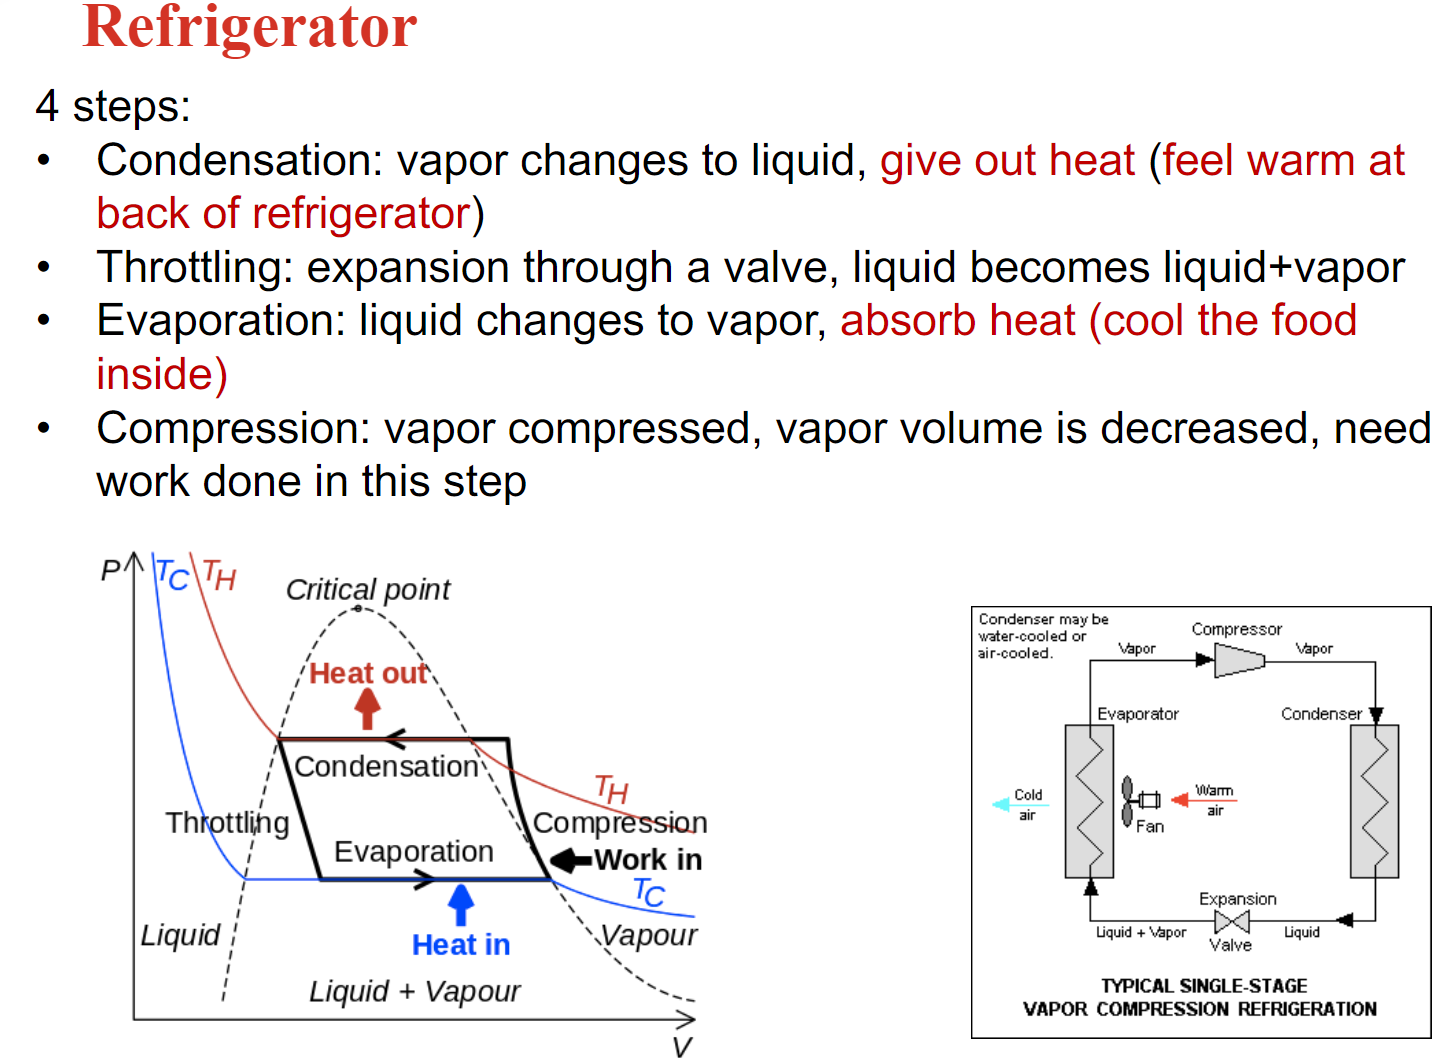 Refrigerator
4 steps:
• Condensation: vapor changes to liquid, give out heat (feel warm at
back of refrigerator)
• Throttling: expansion through a valve, liquid becomes liquid+vapor
• Evaporation: liquid changes to vapor, absorb heat (cool the food
inside)
• Compression: vapor compressed, vapor volume is decreased, need
work done in this step
P
TC
TH
Critical point
Heat out
Condensation
TH
Throttling
Compression
Evaporation
Work in
TC
Liquid
Heat in
Vapour
Liquid + Vapour
V
Condenser may be
water-cooled or
air-cooled.
Compressor
Vapor
Vapor
Evaporator
Condenser
Cold
air
Warm
air
Fan
Expansion
Valve
Liquid + Vapor
Liquid
TYPICAL SINGLE-STAGE
VAPOR COMPRESSION REFRIGERATION